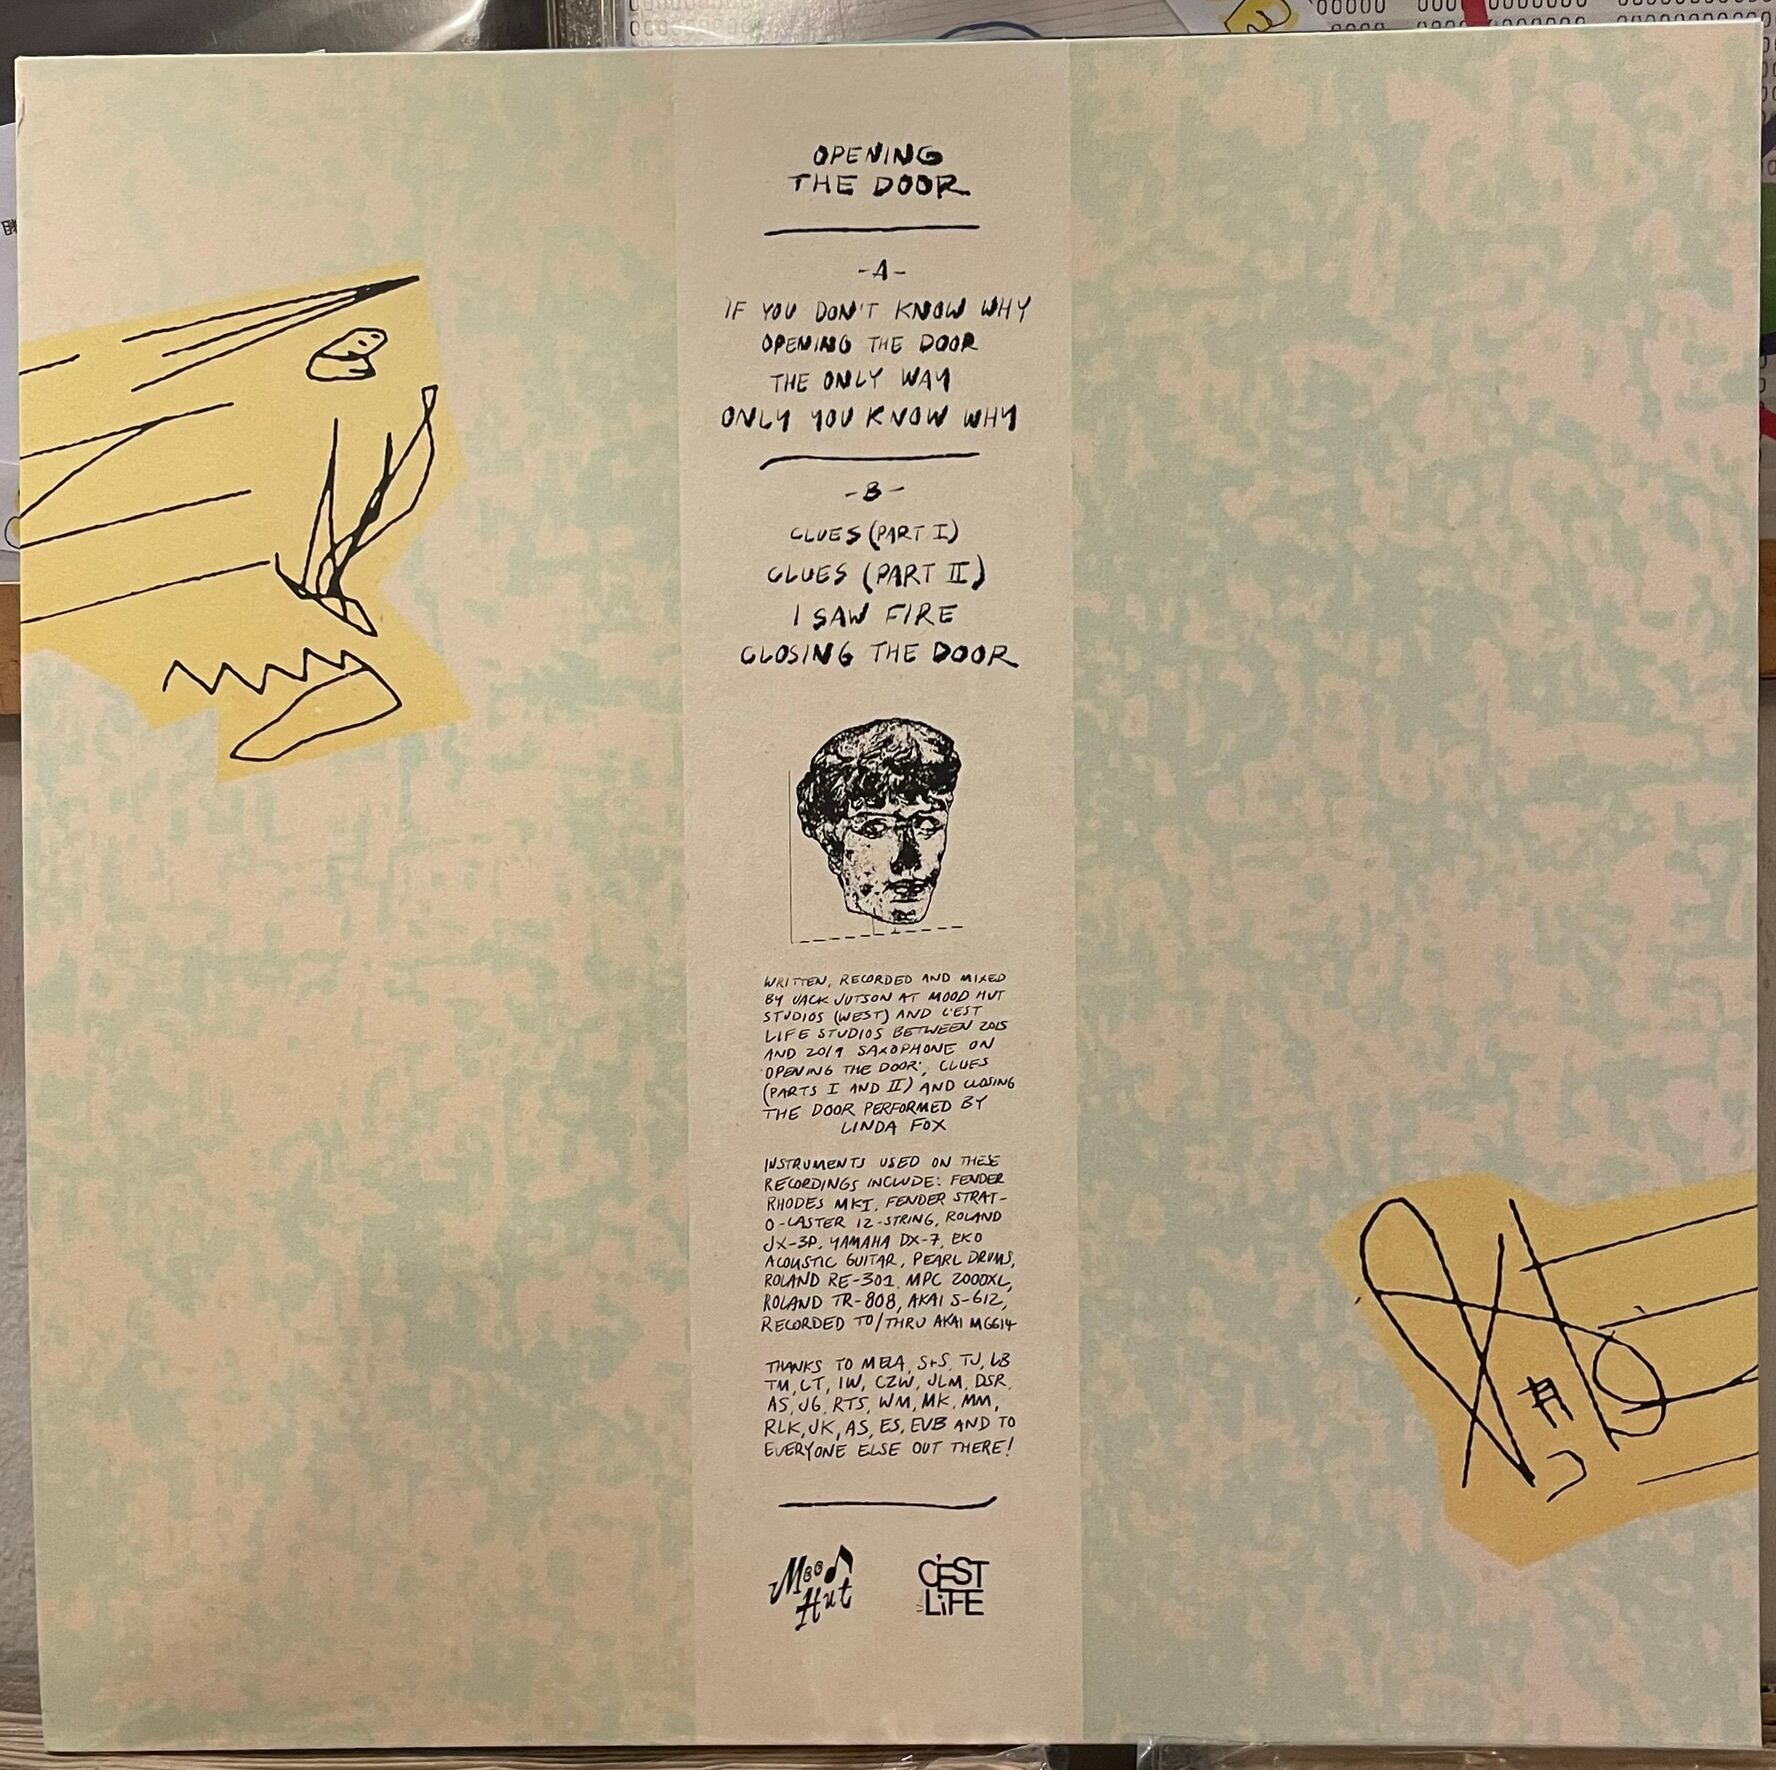 OPENING
THE DOOR
-A-
IF YOU DON'T KNOW WHY
OPENING THE DOOR
THE ONLY WAY
ONLY YOU KNOW WHY
-B-
CLUES (PART I)
CLUES (PART II)
I SAW FIRE
CLOSING THE DOOR
WRITTEN, RECORDED AND MIXED
BY JACK JUTSON AT MOOD HUT
STUDIOS (WEST) AND C'EST
LIFE STUDIOS BETWEEN 2015
AND 2019 SAXOPHONE ON
'OPENING THE DOOR', CLUES
(PARTS I AND II) AND CLOSING
THE DOOR PERFORMED BY
LINDA FOX
INSTRUMENTS USED ON THESE
RECORDINGS INCLUDE: FENDER
RHODES MKI, FENDER STRAT-
O-CASTER 12-STRING, ROLAND
JX-3P, YAMAHA DX-7, EKO
ACOUSTIC GUITAR, PEARL DRUMS,
ROLAND RE-301, MPC 2000XL,
ROLAND TR-808, AKAI S-612,
RECORDED TO/THRU AKAI MG614
THANKS TO MELA, S+S, TJ, LB
TM, CT, IW, CZW, JLM, DSR,
AS, JG, RTS, WM, MK, MM,
RLK, JK, AS, ES, EVB AND TO
EVERYONE ELSE OUT THERE!
Mood
Hut
C'EST
LiFE